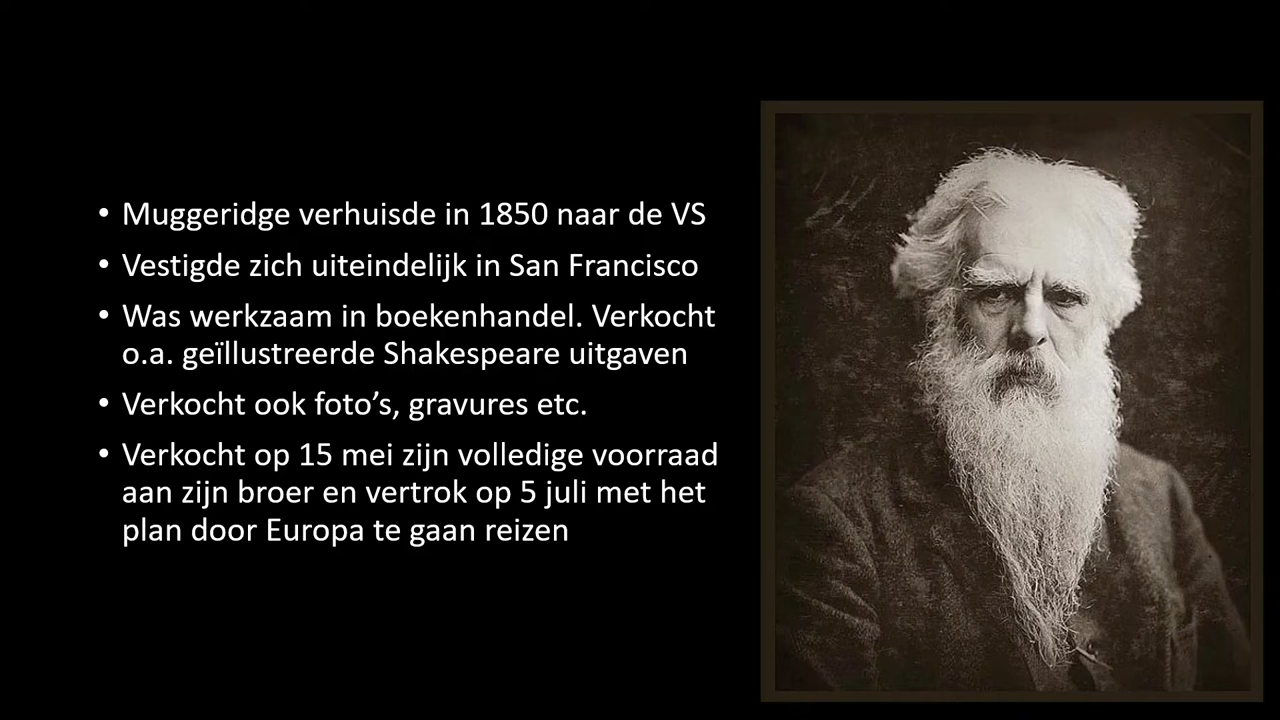 • Muggeridge verhuisde in 1850 naar de VS
• Vestigde zich uiteindelijk in San Francisco
• Was werkzaam in boekenhandel. Verkocht
o.a. geïllustreerde Shakespeare uitgaven
• Verkocht ook foto’s, gravures etc.
• Verkocht op 15 mei zijn volledige voorraad
aan zijn broer en vertrok op 5 juli met het
plan door Europa te gaan reizen